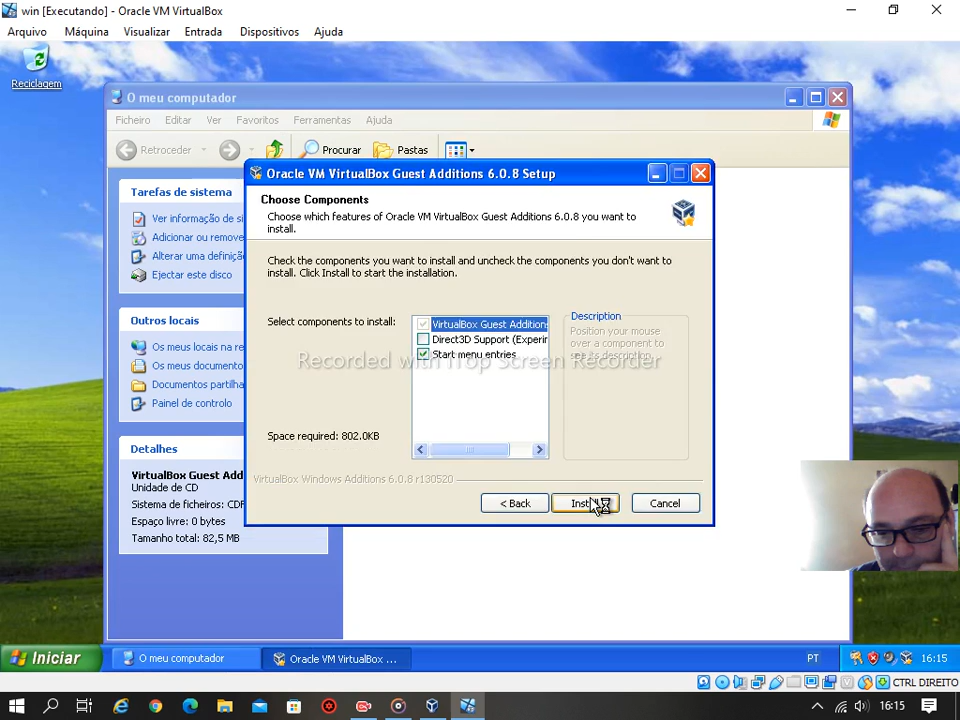 win [Executando] - Oracle VM VirtualBox
Arquivo Máquina Visualizar Entrada Dispositivos Ajuda
Reciclagem
O meu computador
Ficheiro Editar Ver Favoritos Ferramentas Ajuda
Retroceder Procurar Pastas
Tarefas de sistema
Ver informação de si
Adicionar ou remove
Alterar uma definiçã
Ejectar este disco
Outros locais
Os meus locais na re
Os meus documento
Documentos partilha
Painel de controlo
Detalhes
VirtualBox Guest Add
Unidade de CD
Sistema de ficheiros: CDF
Espaço livre: 0 bytes
Tamanho total: 82,5 MB
Oracle VM VirtualBox Guest Additions 6.0.8 Setup
Choose Components
Choose which features of Oracle VM VirtualBox Guest Additions 6.0.8 you want to
install.
Check the components you want to install and uncheck the components you don't want to
install. Click Install to start the installation.
Select components to install:
VirtualBox Guest Addition
Direct3D Support (Experi
Start menu entries
Description
Position your mouse
over a component to
see its description.
Recorded with iTop Screen Recorder
Space required: 802.0KB
VirtualBox Windows Additions 6.0.8 r130520
< Back Install Cancel
Iniciar O meu computador Oracle VM VirtualBox ... PT 16:15
CTRL DIREITO
16:15